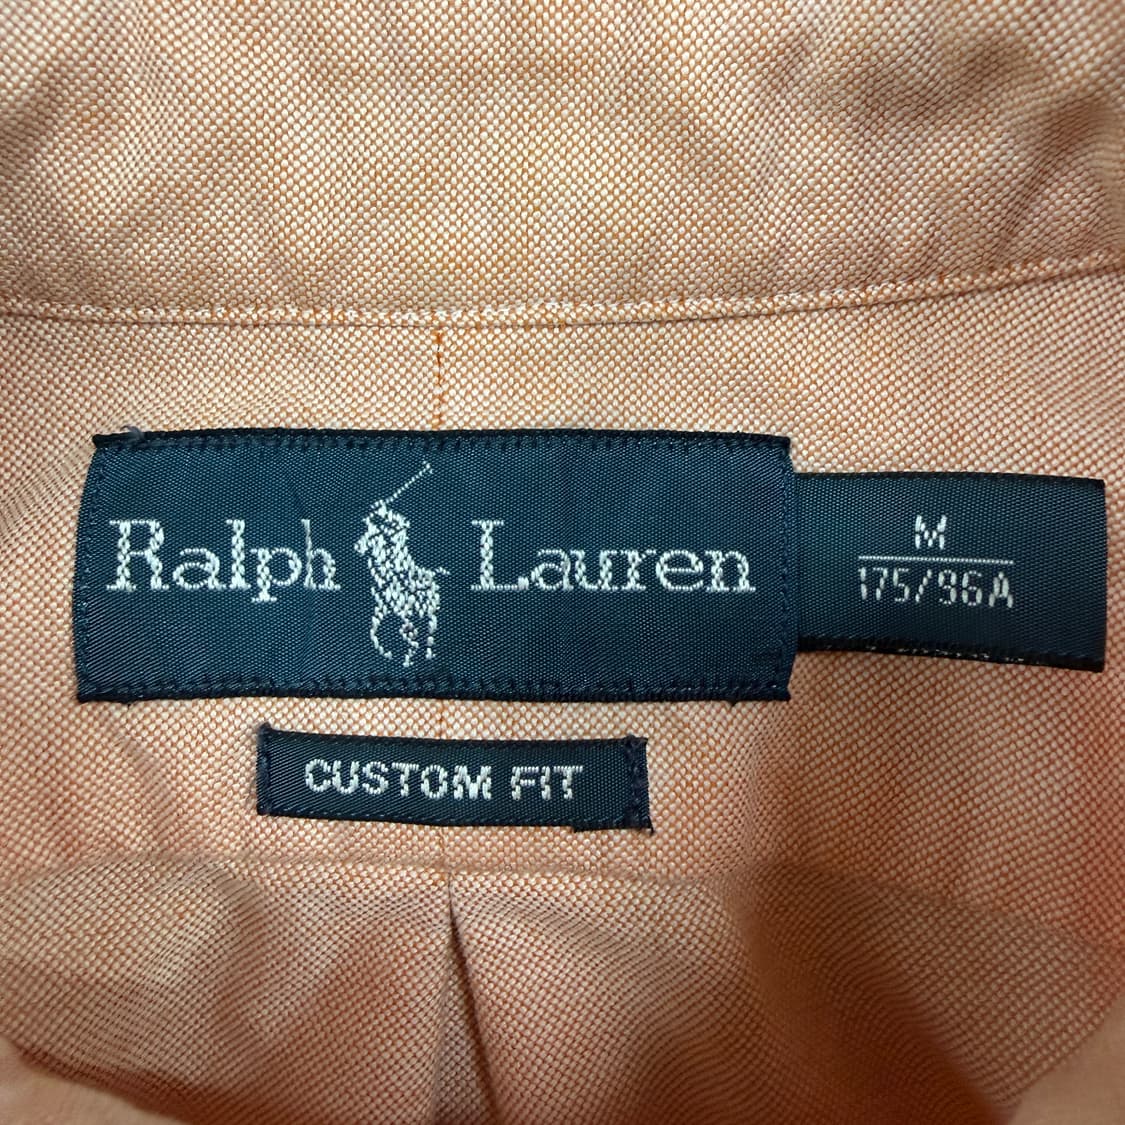 Ralph Lauren
M
175/96A
CUSTOM FIT